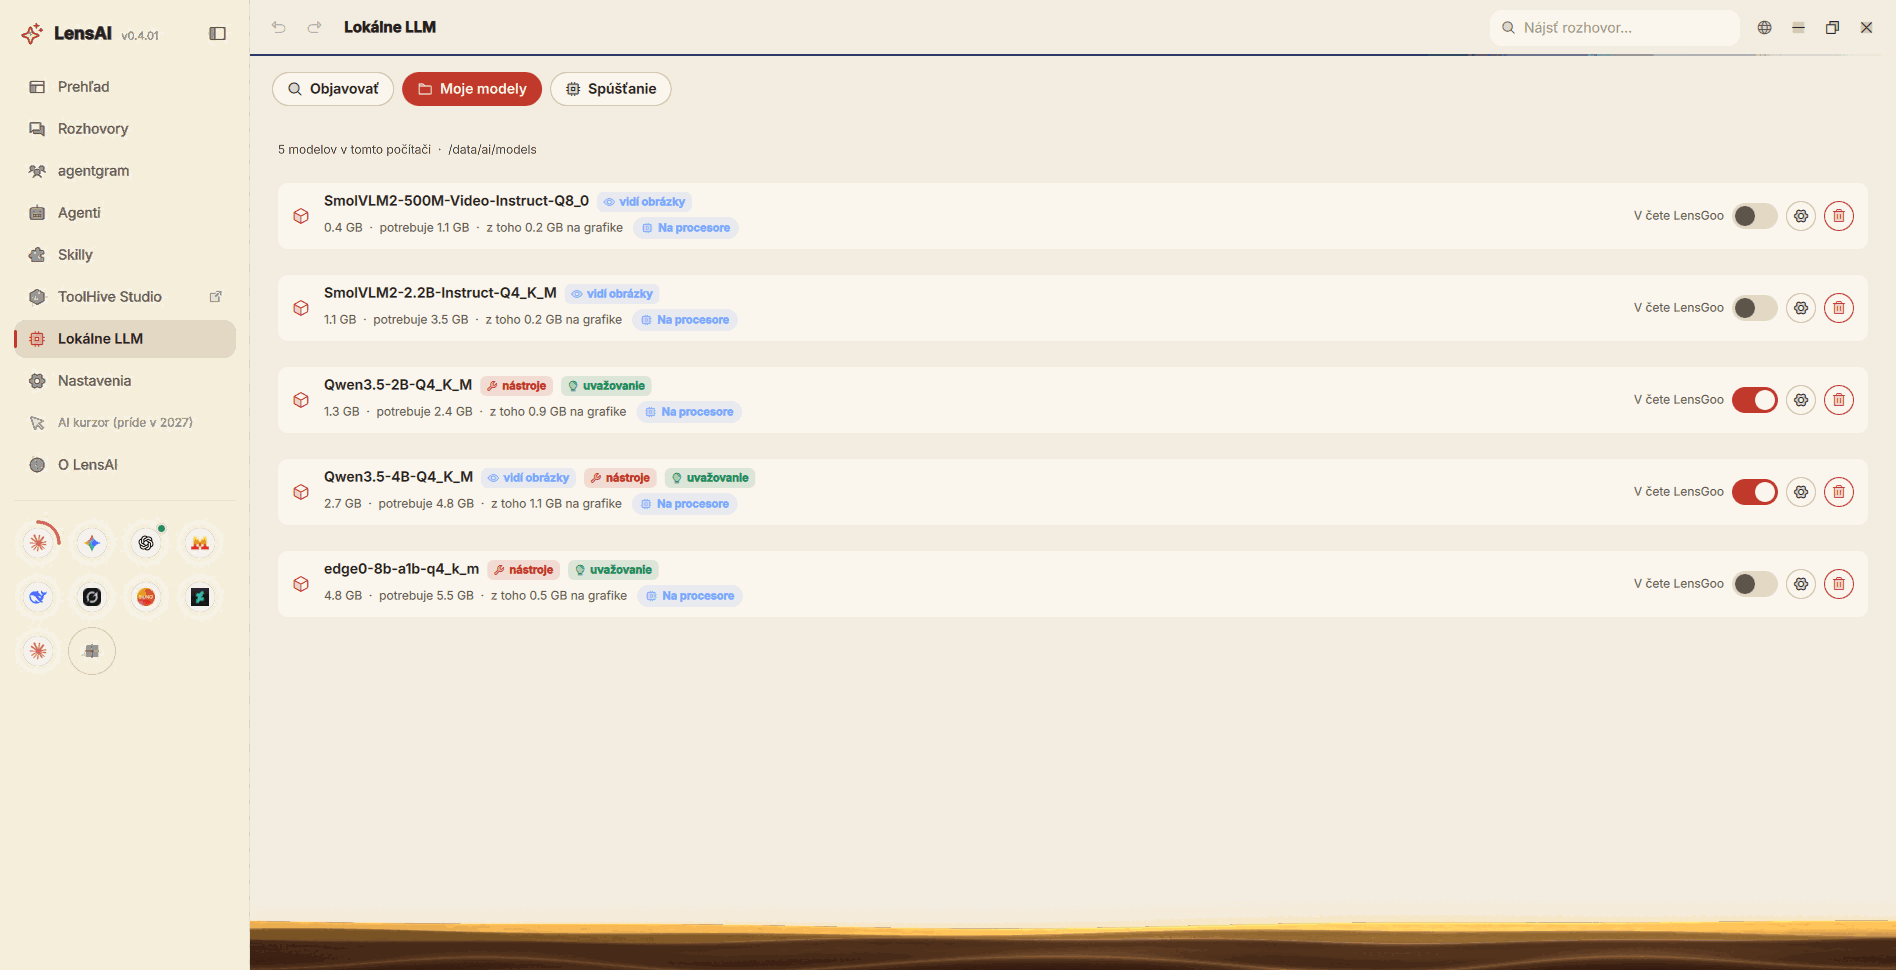 LensAI v0.4.01
Prehľad
Rozhovory
agentgram
Agenti
Skilly
ToolHive Studio
Lokálne LLM
Nastavenia
AI kurzor (príde v 2027)
O LensAI
Lokálne LLM
Nájsť rozhovor...
Objavovať
Moje modely
Spúšťanie
5 modelov v tomto počítači · /data/ai/models
SmolVLM2-500M-Video-Instruct-Q8_0 vidí obrázky
0.4 GB · potrebuje 1.1 GB · z toho 0.2 GB na grafike Na procesore
V čete LensGoo
SmolVLM2-2.2B-Instruct-Q4_K_M vidí obrázky
1.1 GB · potrebuje 3.5 GB · z toho 0.2 GB na grafike Na procesore
V čete LensGoo
Qwen3.5-2B-Q4_K_M nástroje uvažovanie
1.3 GB · potrebuje 2.4 GB · z toho 0.9 GB na grafike Na procesore
V čete LensGoo
Qwen3.5-4B-Q4_K_M vidí obrázky nástroje uvažovanie
2.7 GB · potrebuje 4.8 GB · z toho 1.1 GB na grafike Na procesore
V čete LensGoo
edge0-8b-a1b-q4_k_m nástroje uvažovanie
4.8 GB · potrebuje 5.5 GB · z toho 0.5 GB na grafike Na procesore
V čete LensGoo